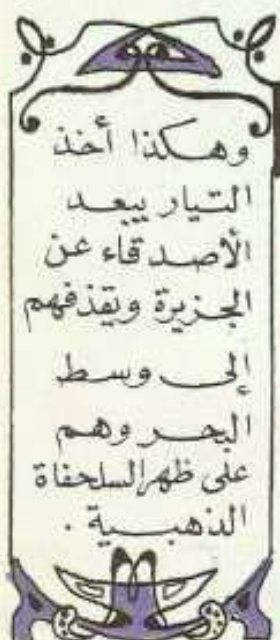 وهكذا أخذ
التيار يبعد
الأصدقاء عن
الجزيرة ويقذفهم
إلى وسط
البحر وهم
على ظهر السلحفاة
الذهبية .